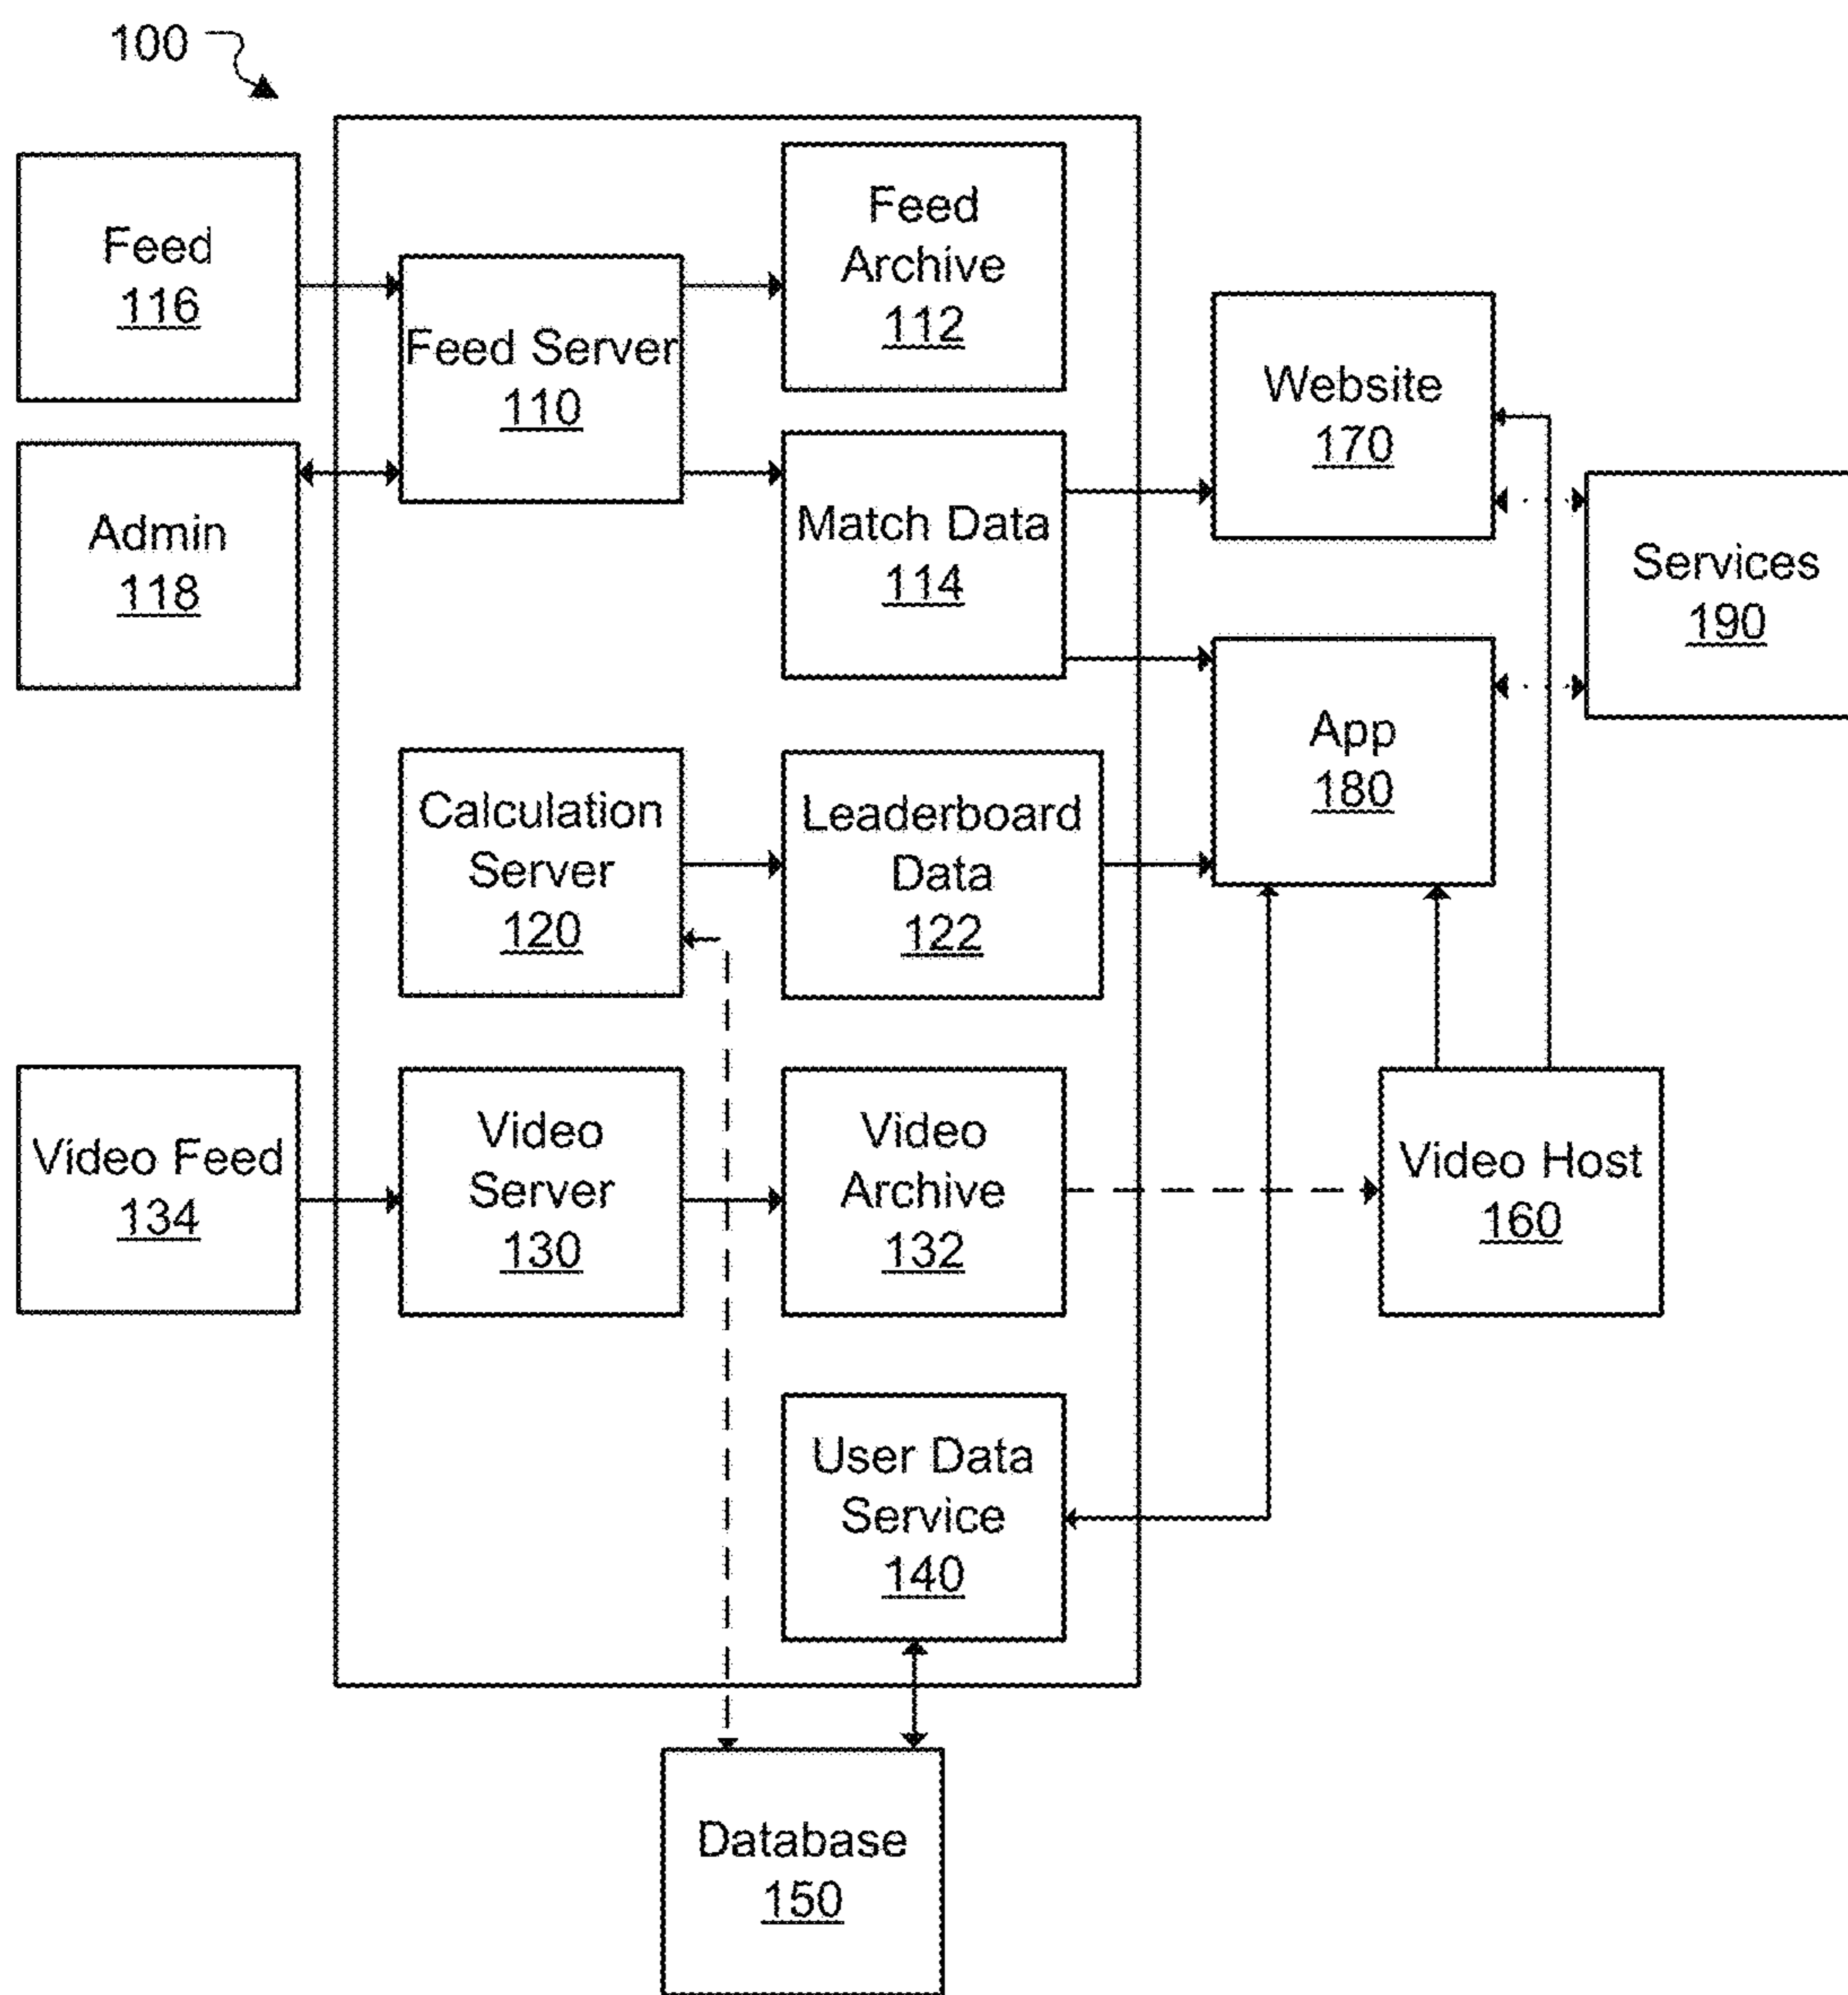 100
Feed
116
Feed Server
110
Feed
Archive
112
Website
170
Admin
118
Match Data
114
Services
190
App
180
Calculation
Server
120
Leaderboard
Data
122
Video Feed
134
Video
Server
130
Video
Archive
132
Video Host
160
User Data
Service
140
Database
150